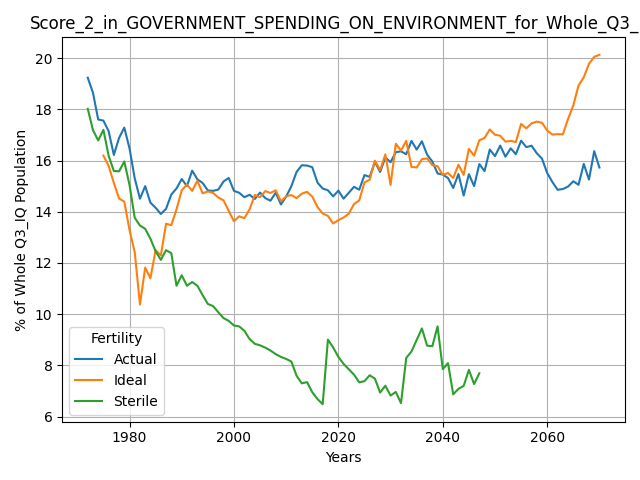 Score_2_in_GOVERNMENT_SPENDING_ON_ENVIRONMENT_for_Whole_Q3_
% of Whole Q3_IQ Population
20
18
16
14
12
10
8
6
Fertility
Actual
Ideal
Sterile
1980 2000 2020 2040 2060
Years